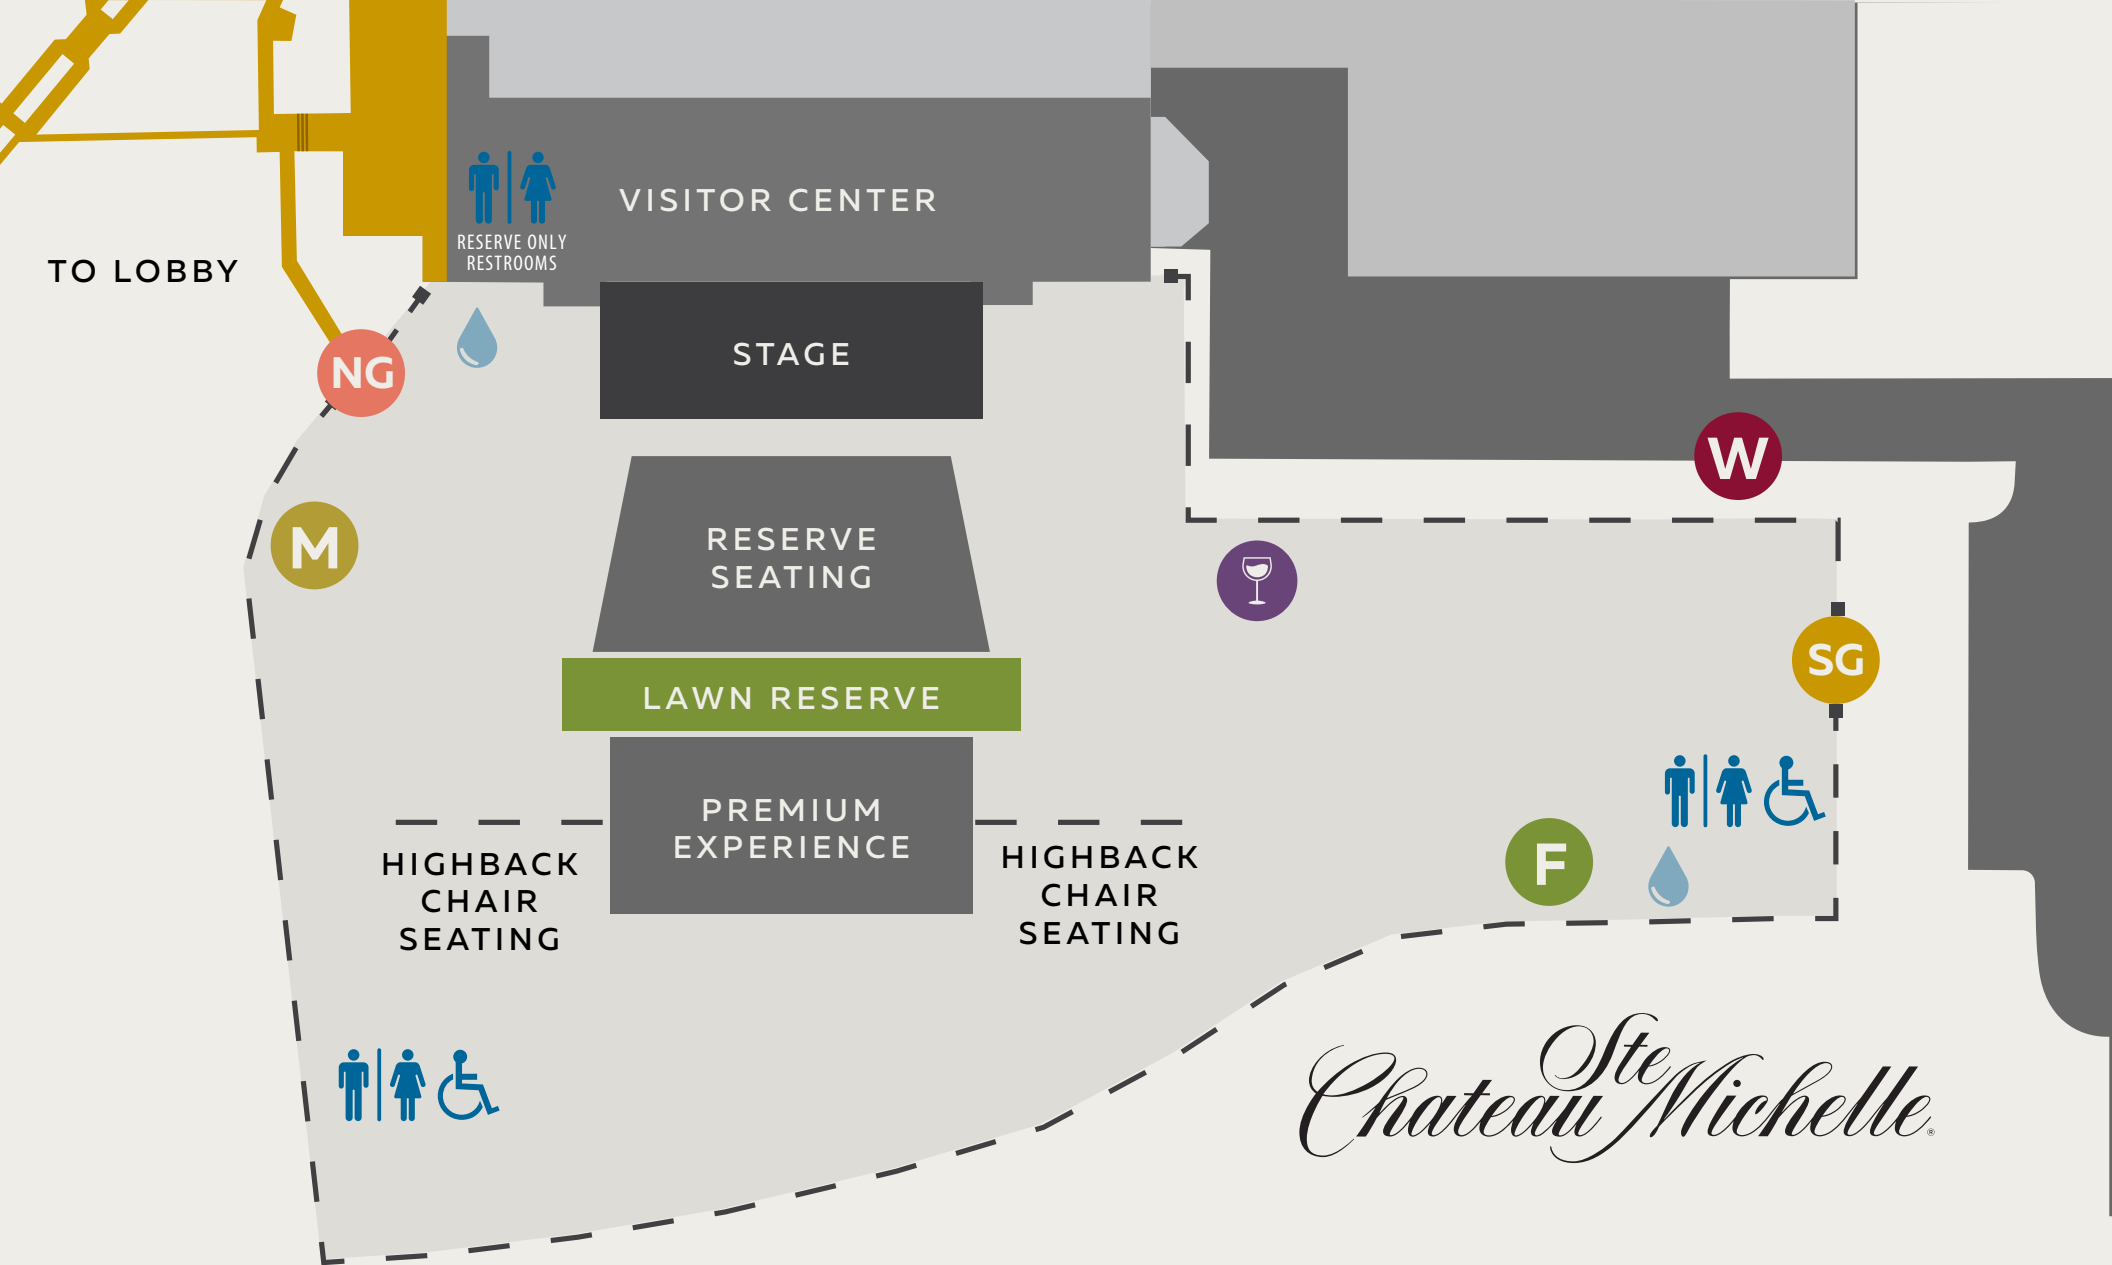 VISITOR CENTER
RESERVE ONLY
RESTROOMS
TO LOBBY
STAGE
NG
W
M
RESERVE
SEATING
SG
LAWN RESERVE
PREMIUM
EXPERIENCE
HIGHBACK
CHAIR
SEATING
HIGHBACK
CHAIR
SEATING
F
Chateau Ste Michelle®